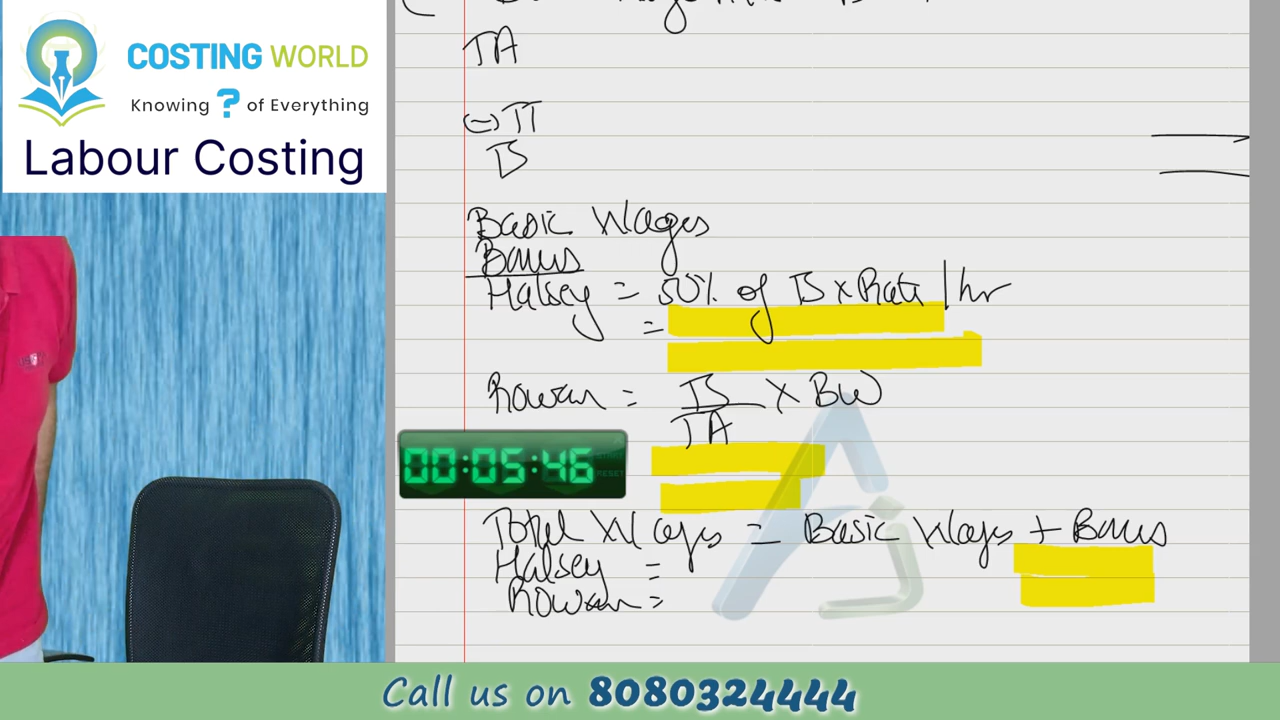 COSTING WORLD
Knowing ? of Everything
Labour Costing
TA
(-) TT
TS
Basic Wages
Bonus
Halsey = 50% of TS x Rate / hr
=
Rowan = TS / TA x BW
00:05:46
RESET
Total Wages = Basic Wages + Bonus
Halsey =
Rowan =
Call us on 8080324444